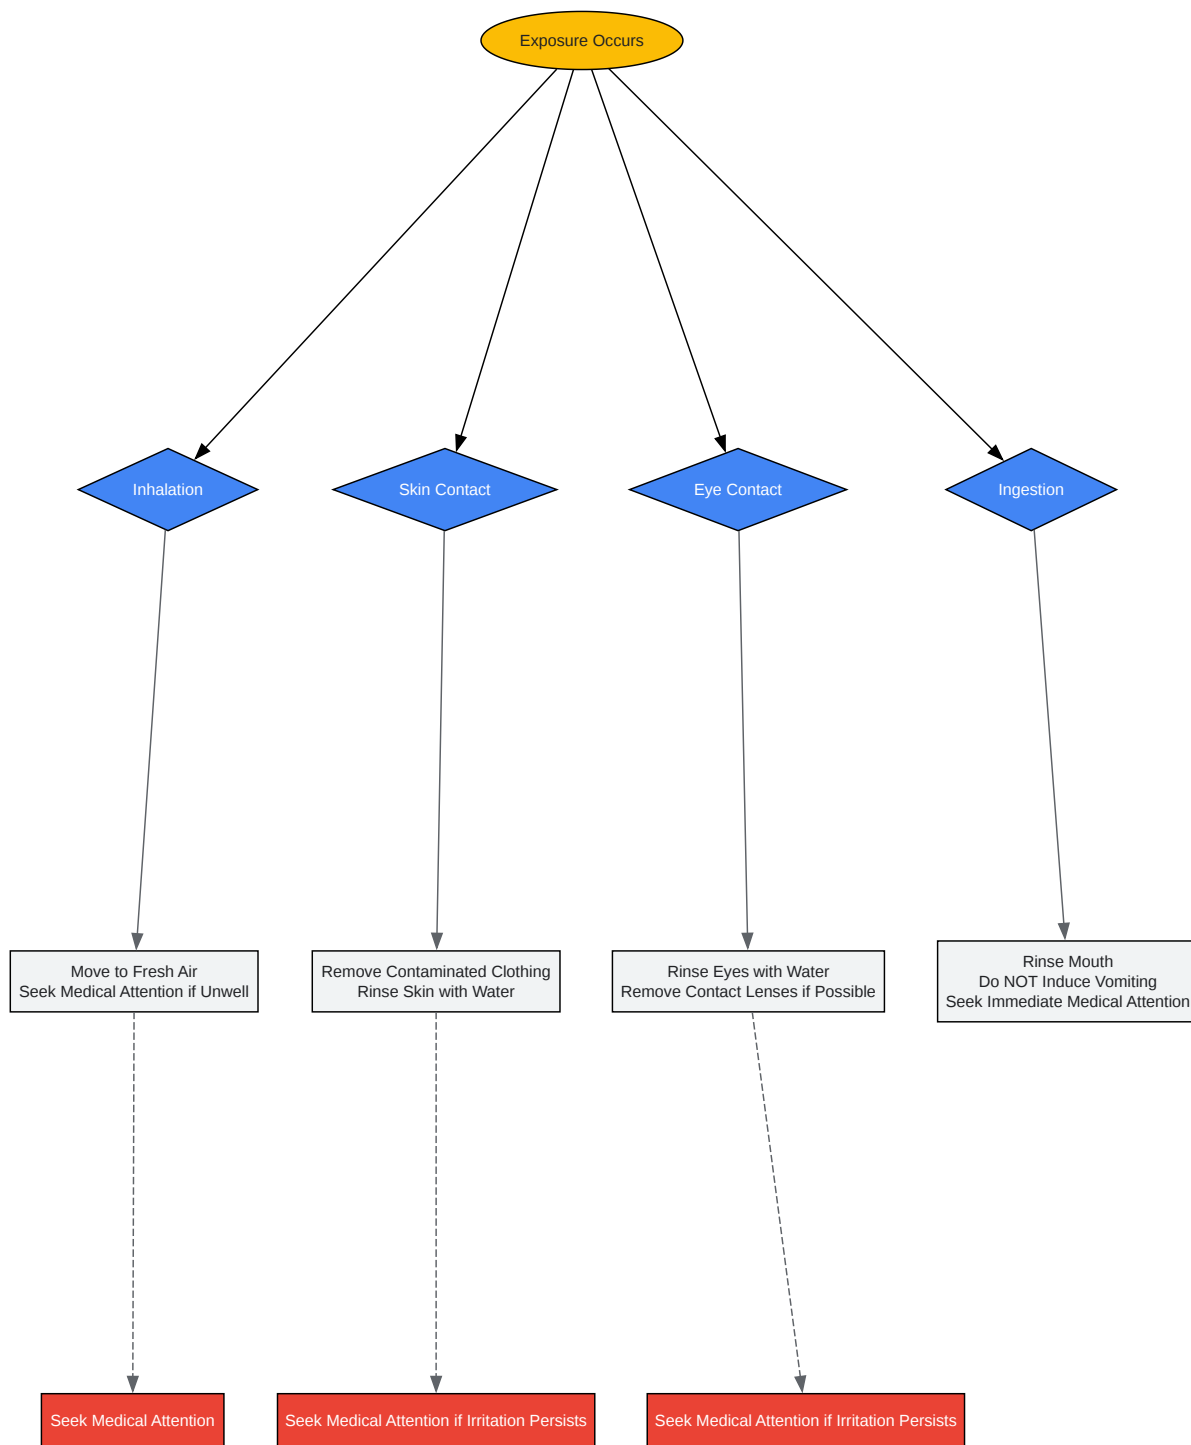 Exposure Occurs
Inhalation
Skin Contact
Eye Contact
Ingestion
Move to Fresh Air
Seek Medical Attention if Unwell
Remove Contaminated Clothing
Rinse Skin with Water
Rinse Eyes with Water
Remove Contact Lenses if Possible
Rinse Mouth
Do NOT Induce Vomiting
Seek Immediate Medical Attention
Seek Medical Attention
Seek Medical Attention if Irritation Persists
Seek Medical Attention if Irritation Persists